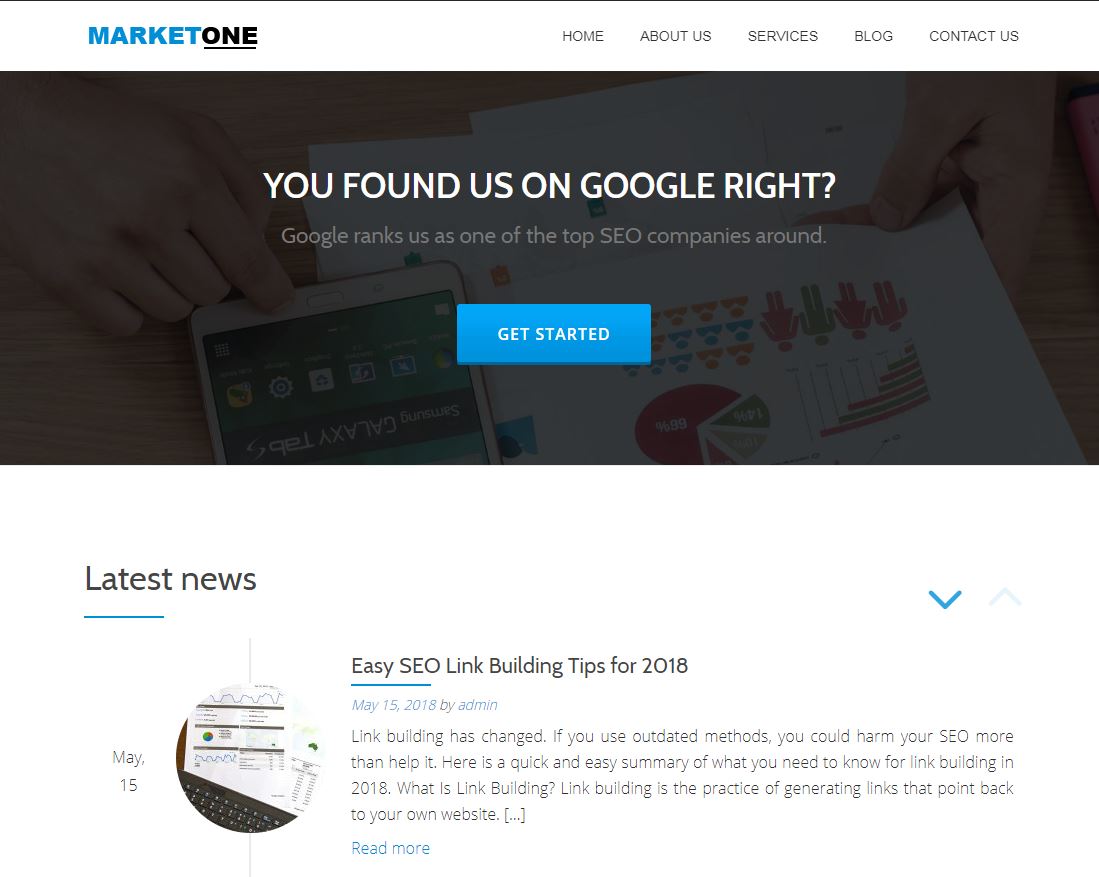 MARKETONE
HOME ABOUT US SERVICES BLOG CONTACT US
YOU FOUND US ON GOOGLE RIGHT?
Google ranks us as one of the top SEO companies around.
GET STARTED
Samsung GALAXY Tab S
66%
14%
10%
Latest news
Easy SEO Link Building Tips for 2018
May 15, 2018 by admin
May,
15
Link building has changed. If you use outdated methods, you could harm your SEO more
than help it. Here is a quick and easy summary of what you need to know for link building in
2018. What Is Link Building? Link building is the practice of generating links that point back
to your own website. [...]
Read more